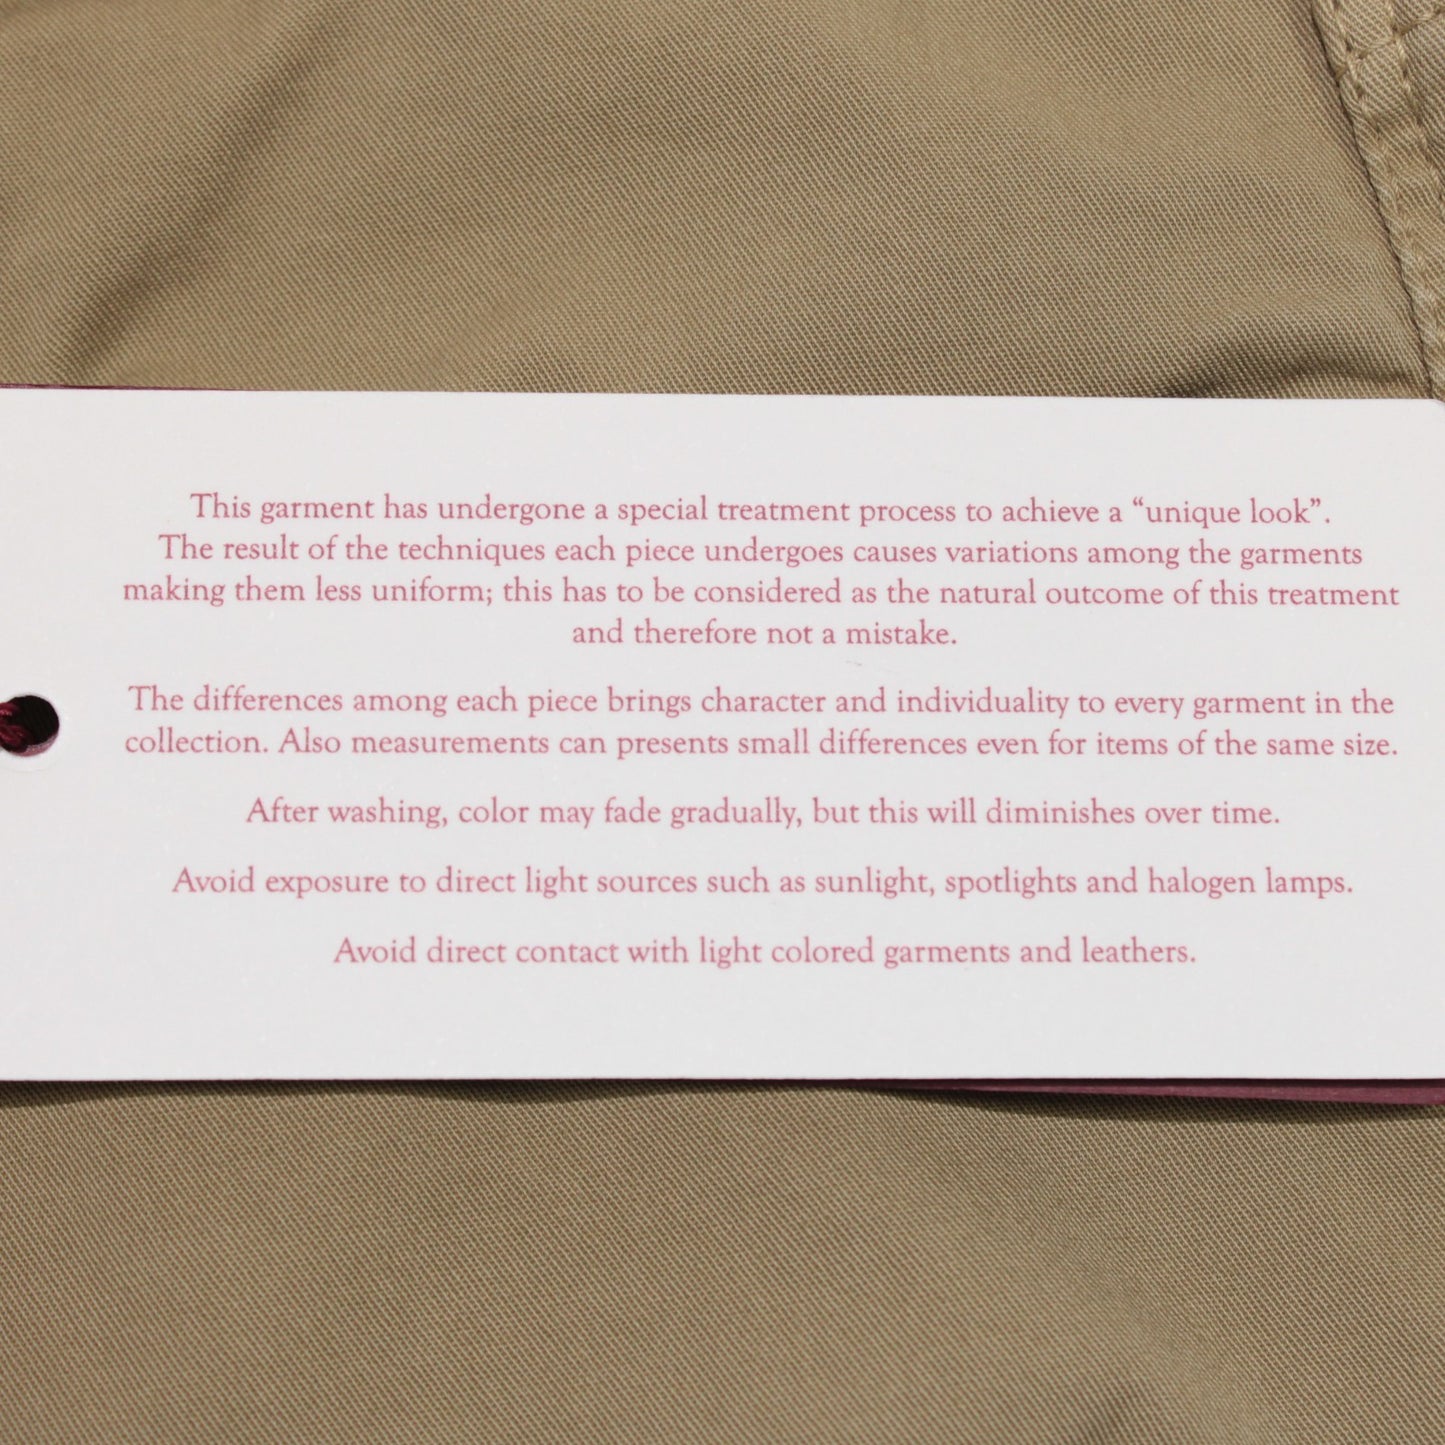 This garment has undergone a special treatment process to achieve a “unique look”.
The result of the techniques each piece undergoes causes variations among the garments
making them less uniform; this has to be considered as the natural outcome of this treatment
and therefore not a mistake.
The differences among each piece brings character and individuality to every garment in the
collection. Also measurements can presents small differences even for items of the same size.
After washing, color may fade gradually, but this will diminishes over time.
Avoid exposure to direct light sources such as sunlight, spotlights and halogen lamps.
Avoid direct contact with light colored garments and leathers.